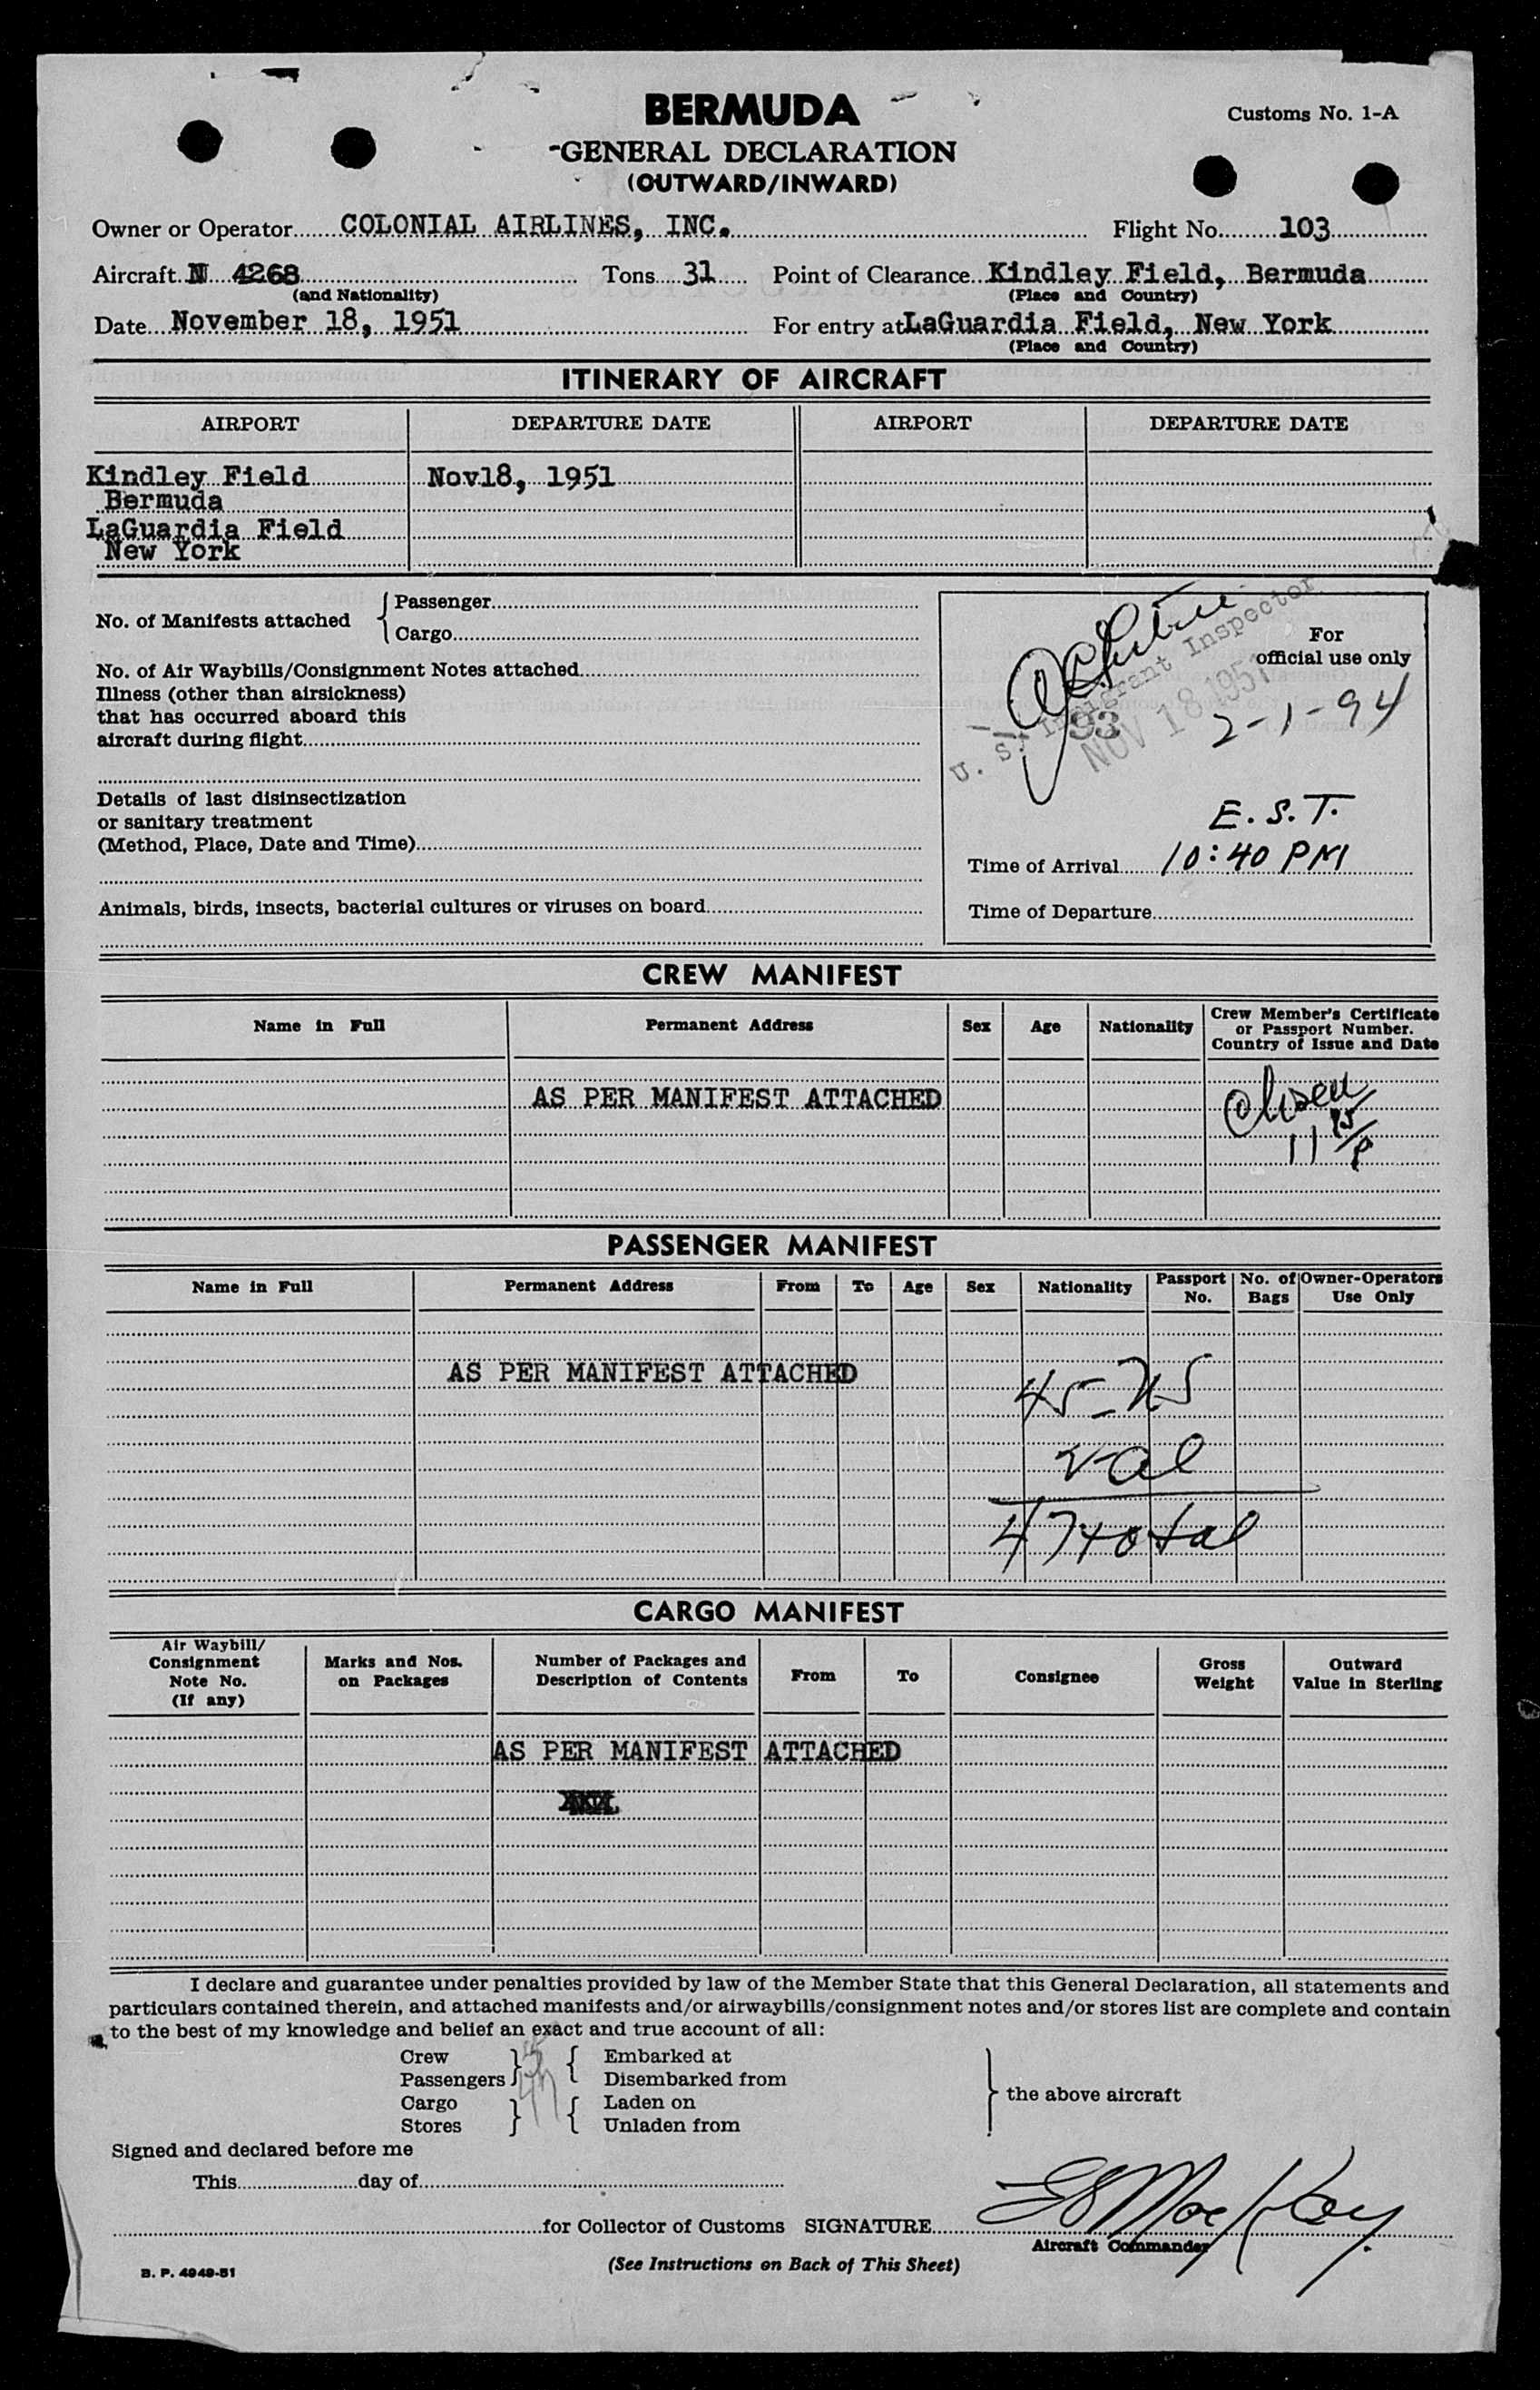 BERMUDA
Customs No. 1-A
GENERAL DECLARATION
(OUTWARD/INWARD)
Owner or Operator COLONIAL AIRLINES, INC. Flight No. 103
Aircraft N 4268 Tons 31 Point of Clearance Kindley Field, Bermuda
(and Nationality) (Place and Country)
Date November 18, 1951 For entry at LaGuardia Field, New York
(Place and Country)
ITINERARY OF AIRCRAFT
AIRPORT DEPARTURE DATE AIRPORT DEPARTURE DATE
Kindley Field Nov18, 1951
Bermuda
LaGuardia Field
New York
No. of Manifests attached { Passenger
Cargo
No. of Air Waybills/Consignment Notes attached
Illness (other than airsickness)
that has occurred aboard this
aircraft during flight
Details of last disinsectization
or sanitary treatment
(Method, Place, Date and Time)
Animals, birds, insects, bacterial cultures or viruses on board
For
official use only
U. S. Immigrant Inspector
93
NOV 18 1951
2-1-94
E.S.T.
Time of Arrival 10:40 PM
Time of Departure
CREW MANIFEST
Name in Full Permanent Address Sex Age Nationality Crew Member's Certificate
or Passport Number.
Country of Issue and Date
AS PER MANIFEST ATTACHED
PASSENGER MANIFEST
Name in Full Permanent Address From To Age Sex Nationality Passport No. No. of Bags Owner-Operators Use Only
AS PER MANIFEST ATTACHED
47 total
CARGO MANIFEST
Air Waybill/
Consignment
Note No.
(If any)
Marks and Nos.
on Packages
Number of Packages and
Description of Contents
From To Consignee
Gross
Weight
Outward
Value in Sterling
AS PER MANIFEST ATTACHED
I declare and guarantee under penalties provided by law of the Member State that this General Declaration, all statements and
particulars contained therein, and attached manifests and/or airwaybills/consignment notes and/or stores list are complete and contain
to the best of my knowledge and belief an exact and true account of all:
Crew } { Embarked at
Passengers } { Disembarked from
Cargo } { Laden on
Stores } { Unladen from
} the above aircraft
Signed and declared before me
This day of
for Collector of Customs SIGNATURE
Aircraft Commander
(See Instructions on Back of This Sheet)
B. P. 4949-51